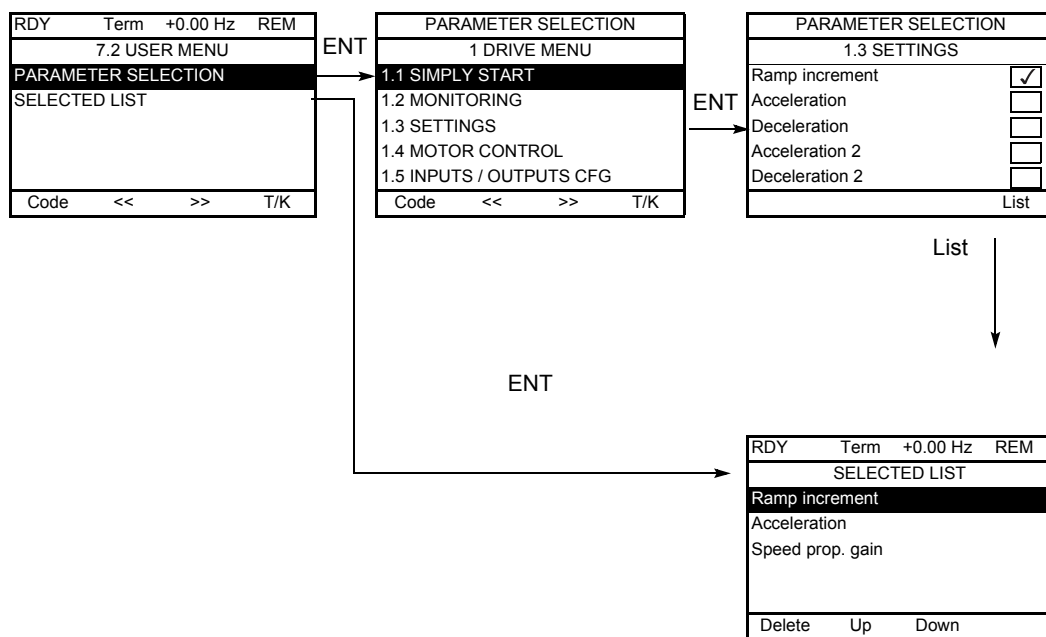 RDY Term +0.00 Hz REM
7.2 USER MENU
PARAMETER SELECTION
SELECTED LIST
Code << >> T/K
ENT
PARAMETER SELECTION
1 DRIVE MENU
1.1 SIMPLY START
1.2 MONITORING
1.3 SETTINGS
1.4 MOTOR CONTROL
1.5 INPUTS / OUTPUTS CFG
Code << >> T/K
ENT
PARAMETER SELECTION
1.3 SETTINGS
Ramp increment ✓
Acceleration
Deceleration
Acceleration 2
Deceleration 2
List
List
ENT
RDY Term +0.00 Hz REM
SELECTED LIST
Ramp increment
Acceleration
Speed prop. gain
Delete Up Down